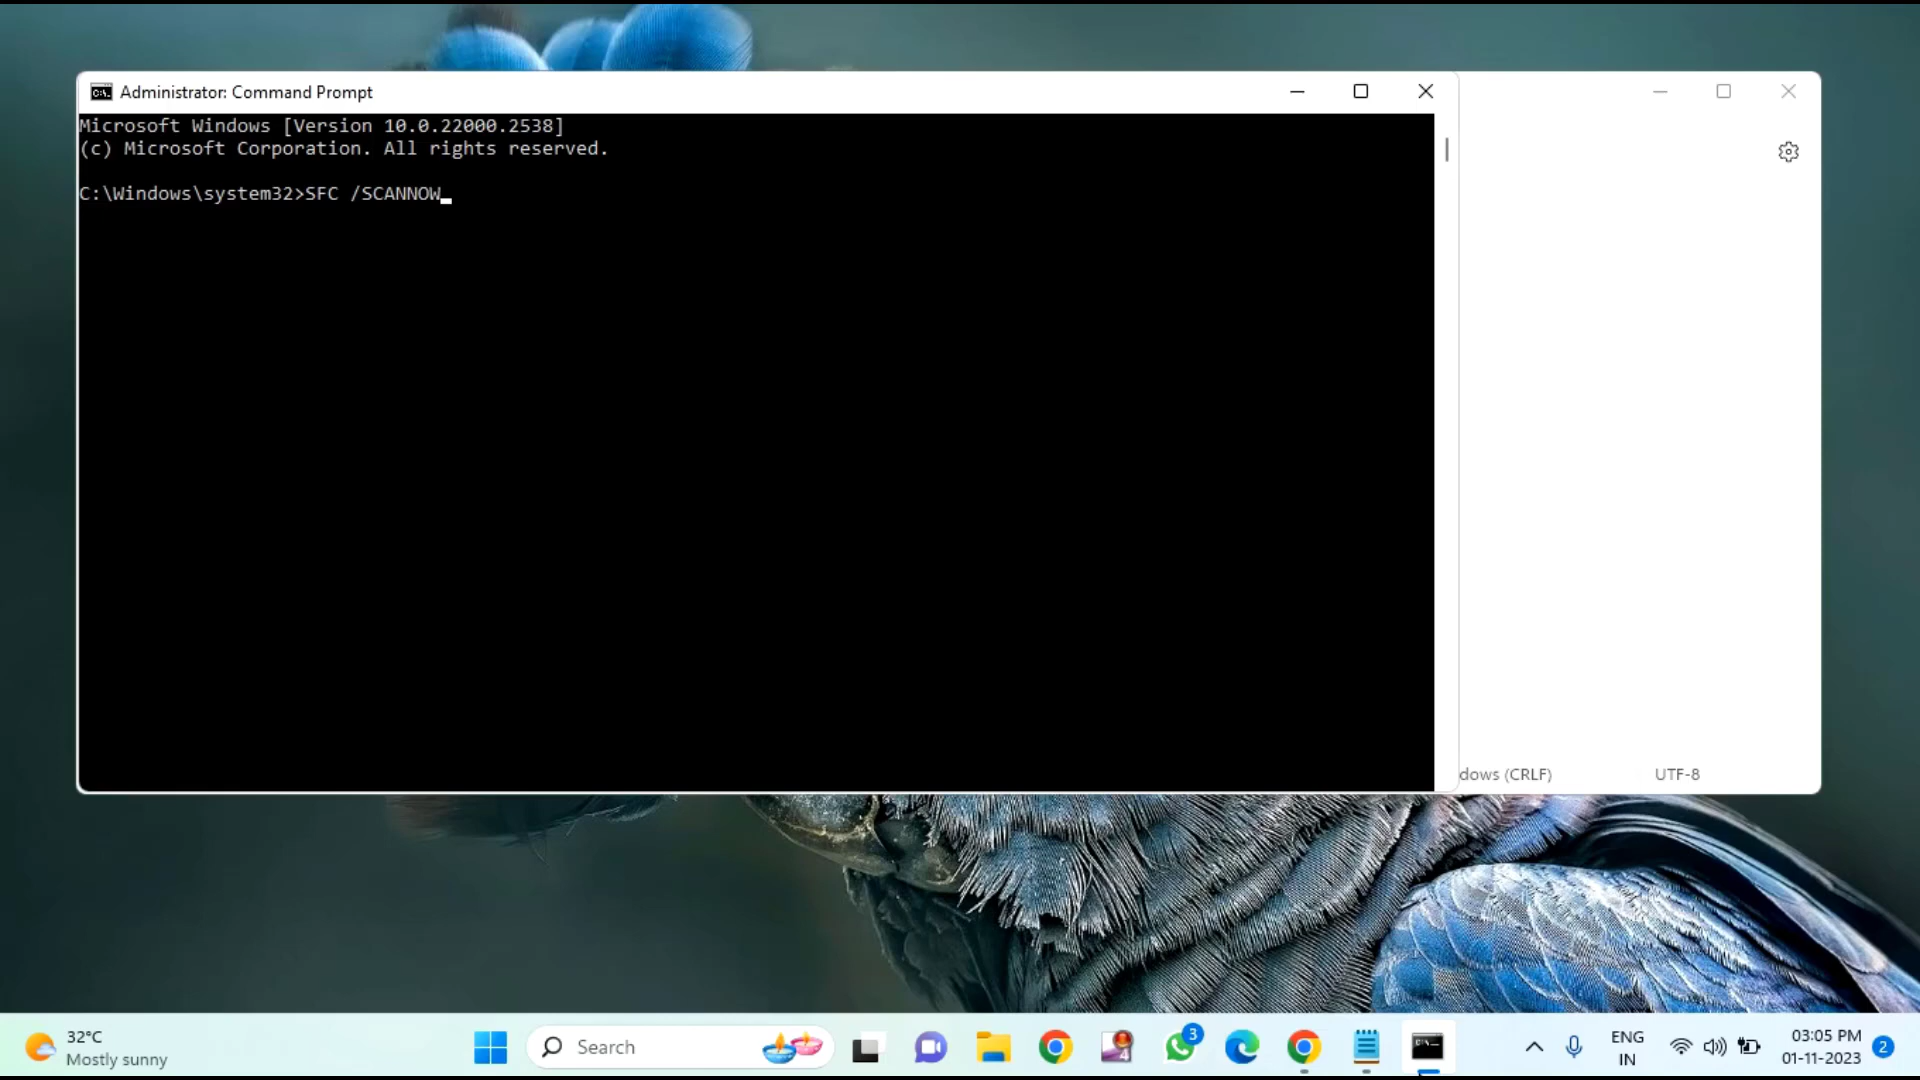 Administrator: Command Prompt
Microsoft Windows [Version 10.0.22000.2538]
(c) Microsoft Corporation. All rights reserved.
C:\Windows\system32>SFC /SCANNOW
dows (CRLF)
UTF-8
32°C
Mostly sunny
Search
4
3
ENG
IN
03:05 PM
01-11-2023
2